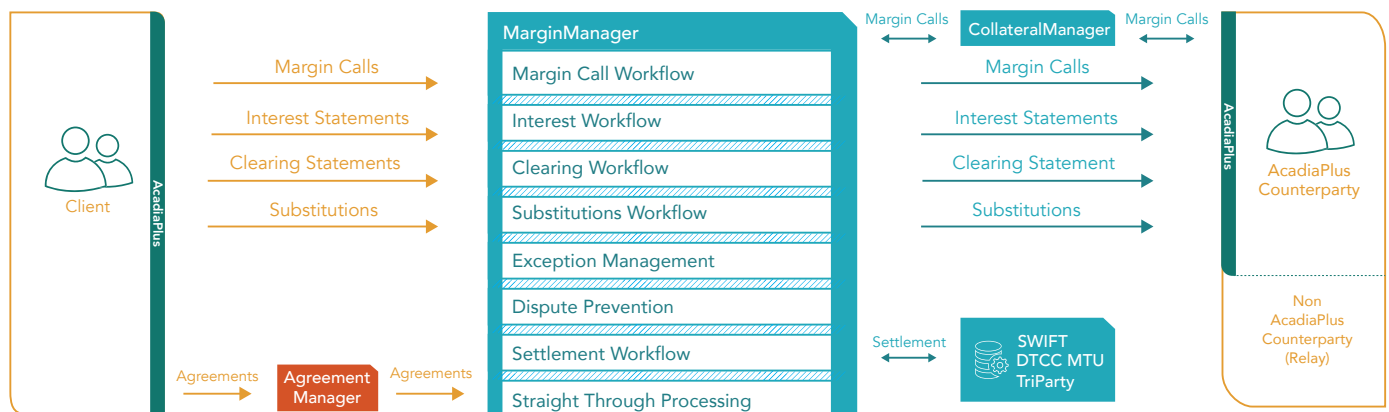 Client
AcadiaPlus
Margin Calls
Interest Statements
Clearing Statements
Substitutions
Agreements
Agreement
Manager
Agreements
MarginManager
Margin Call Workflow
Interest Workflow
Clearing Workflow
Substitutions Workflow
Exception Management
Dispute Prevention
Settlement Workflow
Straight Through Processing
Margin Calls
CollateralManager
Margin Calls
Margin Calls
Interest Statements
Clearing Statement
Substitutions
Settlement
SWIFT
DTCC MTU
TriParty
AcadiaPlus
AcadiaPlus
Counterparty
Non
AcadiaPlus
Counterparty
(Relay)